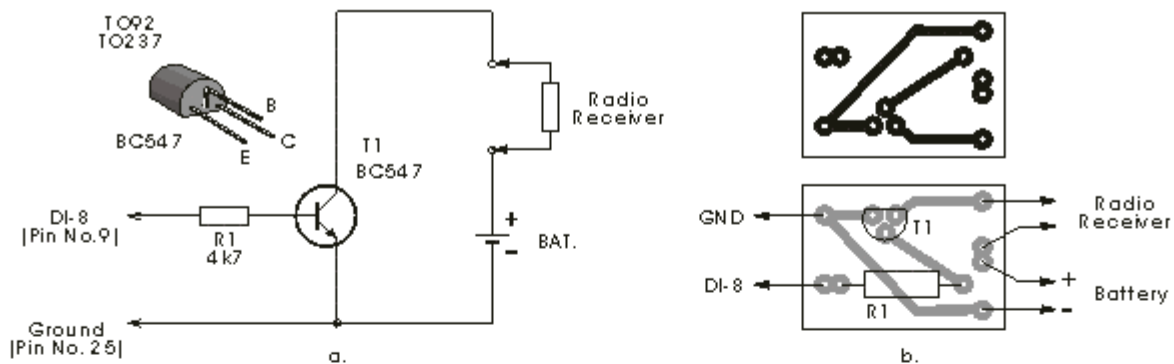 TO92
TO237
B
C
E
BC547
T1
BC547
Radio
Receiver
DI-8
|Pin No.9|
R1
4k7
+
BAT.
-
Ground
|Pin No. 25|
a.
GND
T1
Radio
Receiver
DI-8
R1
+
Battery
-
b.